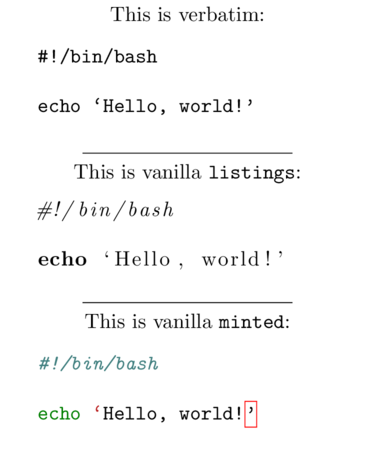 This is verbatim:
#!/bin/bash
echo ‘Hello, world!’
This is vanilla listings:
#!/bin/bash
echo ‘Hello, world!’
This is vanilla minted:
#!/bin/bash
echo ‘Hello, world!’